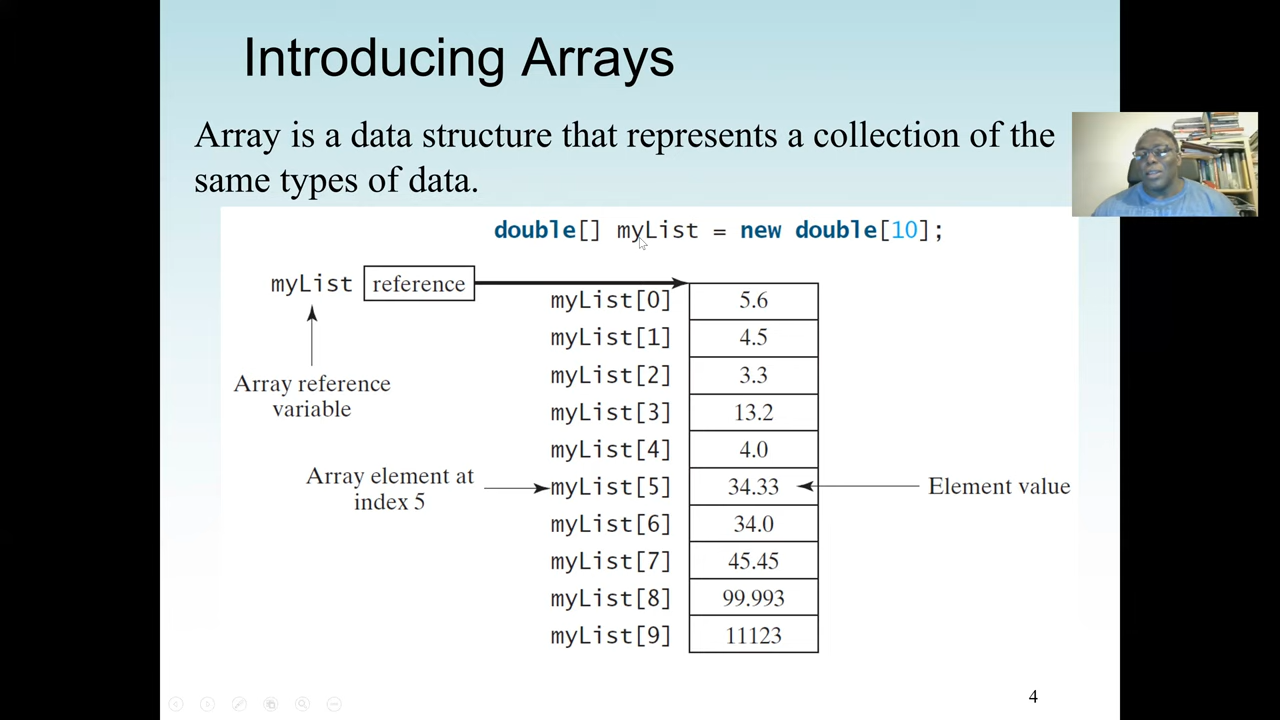 Introducing Arrays
Array is a data structure that represents a collection of the
same types of data.
double[] myList = new double[10];
myList reference
Array reference
variable
myList[0] 5.6
myList[1] 4.5
myList[2] 3.3
myList[3] 13.2
myList[4] 4.0
Array element at
index 5
myList[5] 34.33
Element value
myList[6] 34.0
myList[7] 45.45
myList[8] 99.993
myList[9] 11123
4